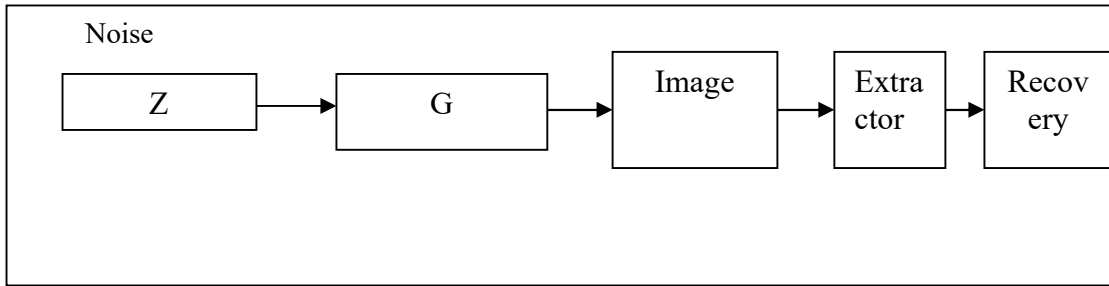 Noise
Z
G
Image
Extra
ctor
Recov
ery